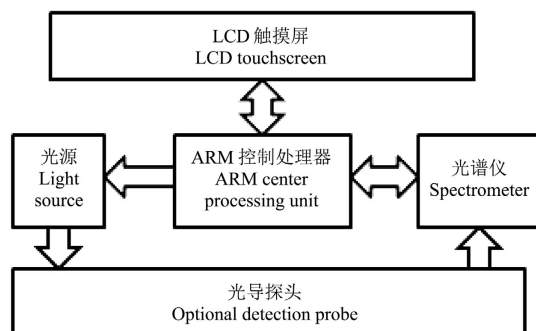 LCD 触摸屏
LCD touchscreen
光源
Light
source
ARM 控制处理器
ARM center
processing unit
光谱仪
Spectrometer
光导探头
Optional detection probe